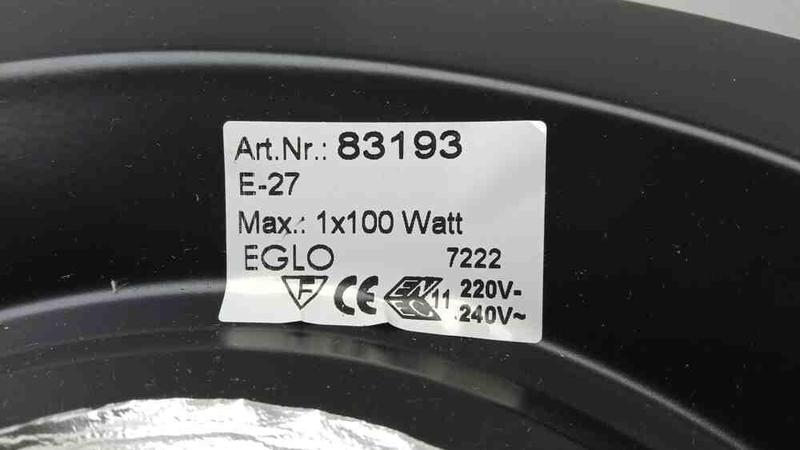 Art.Nr.: 83193
E-27
Max.: 1x100 Watt
EGLO 7222
F CE ENEC 11 220V-
240V~